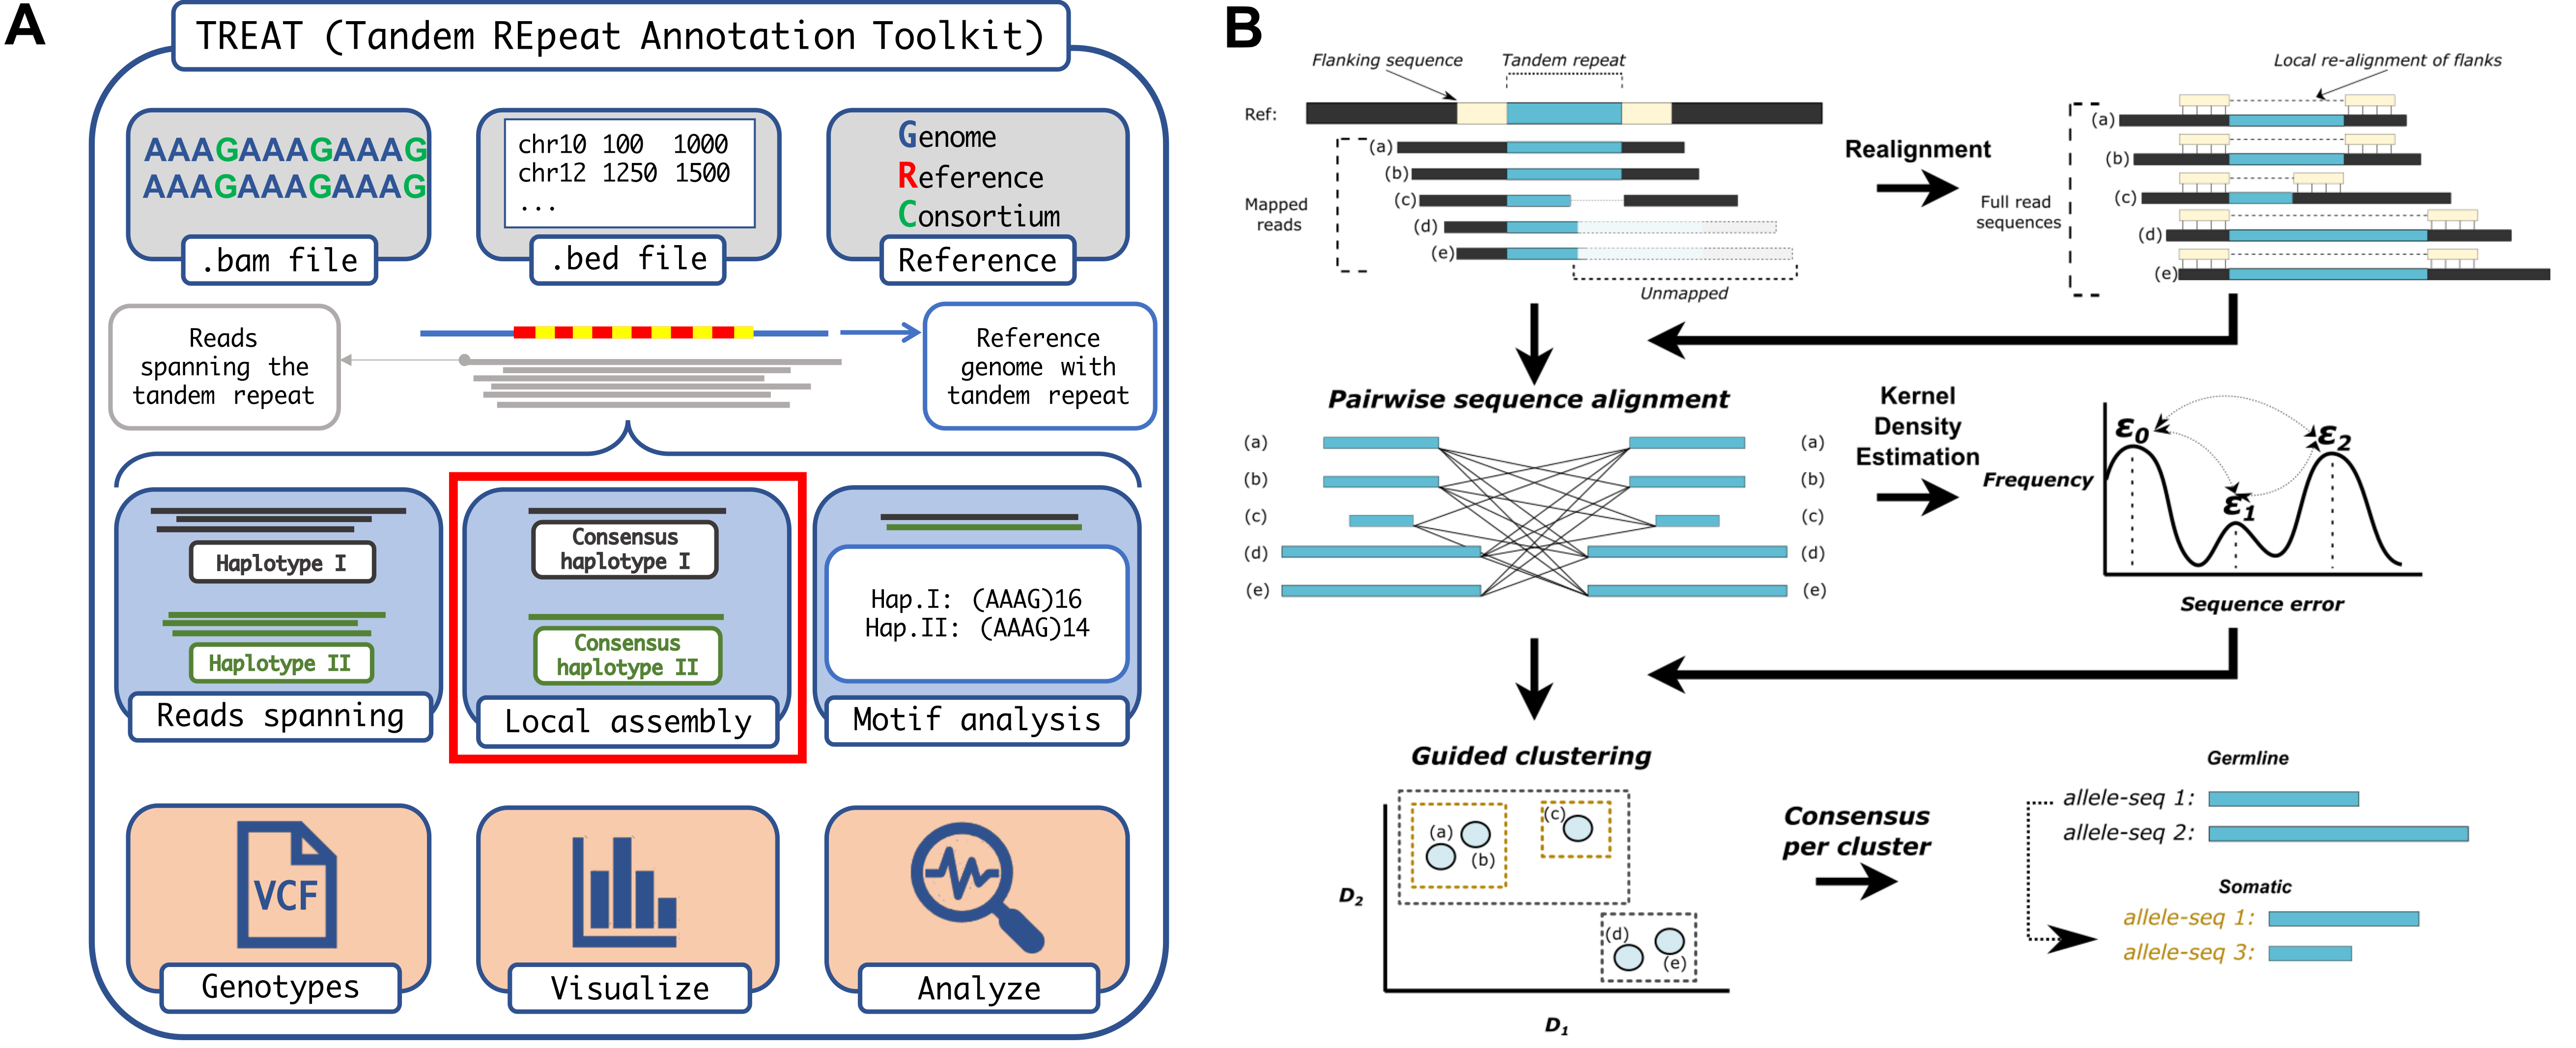 A
TREAT (Tandem REpeat Annotation Toolkit)
AAAGAAAGAAAG
AAAGAAAGAAAG
.bam file
chr10 100 1000
chr12 1250 1500
...
.bed file
Genome
Reference
Consortium
Reference
Reads
spanning the
tandem repeat
Reference
genome with
tandem repeat
Haplotype I
Haplotype II
Reads spanning
Consensus
haplotype I
Consensus
haplotype II
Local assembly
Hap.I: (AAAG)16
Hap.II: (AAAG)14
Motif analysis
VCF
Genotypes
Visualize
Analyze
B
Flanking sequence
Tandem repeat
Ref:
Mapped
reads
(a)
(b)
(c)
(d)
(e)
Unmapped
Realignment
Local re-alignment of flanks
Full read
sequences
(a)
(b)
(c)
(d)
(e)
Pairwise sequence alignment
(a) (a)
(b) (b)
(c) (c)
(d) (d)
(e) (e)
Kernel
Density
Estimation
Frequency
ε0
ε1
ε2
Sequence error
Guided clustering
(a)
(b)
(c)
(d)
(e)
D2
D1
Consensus
per cluster
Germline
allele-seq 1:
allele-seq 2:
Somatic
allele-seq 1:
allele-seq 3: